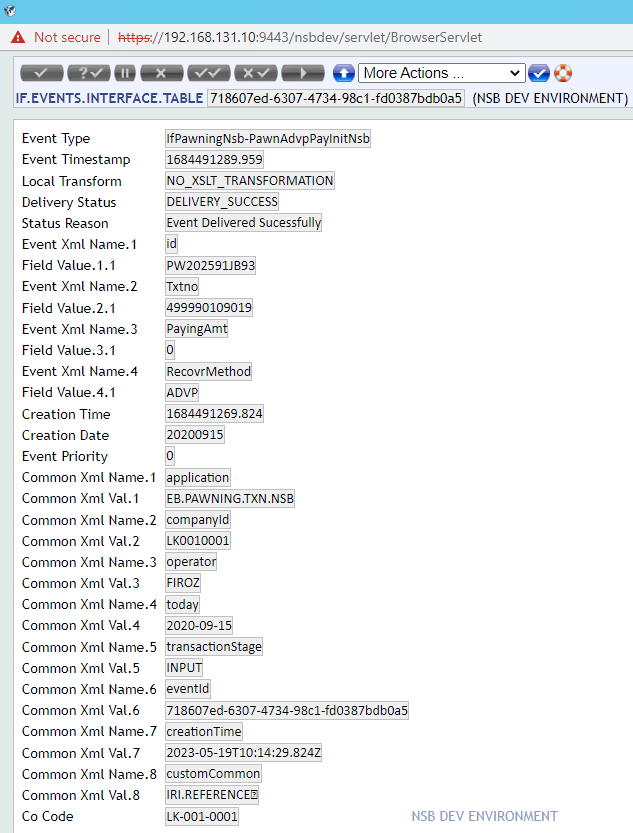 Not secure https://192.168.131.10:9443/nsbdev/servlet/BrowserServlet
More Actions ...
IF.EVENTS.INTERFACE.TABLE 718607ed-6307-4734-98c1-fd0387bdb0a5 (NSB DEV ENVIRONMENT)
Event Type IfPawningNsb-PawnAdvpPayInitNsb
Event Timestamp 1684491289.959
Local Transform NO_XSLT_TRANSFORMATION
Delivery Status DELIVERY_SUCCESS
Status Reason Event Delivered Sucessfully
Event Xml Name.1 id
Field Value.1.1 PW202591JB93
Event Xml Name.2 Txtno
Field Value.2.1 499990109019
Event Xml Name.3 PayingAmt
Field Value.3.1 0
Event Xml Name.4 RecovrMethod
Field Value.4.1 ADVP
Creation Time 1684491269.824
Creation Date 20200915
Event Priority 0
Common Xml Name.1 application
Common Xml Val.1 EB.PAWNING.TXN.NSB
Common Xml Name.2 companyId
Common Xml Val.2 LK0010001
Common Xml Name.3 operator
Common Xml Val.3 FIROZ
Common Xml Name.4 today
Common Xml Val.4 2020-09-15
Common Xml Name.5 transactionStage
Common Xml Val.5 INPUT
Common Xml Name.6 eventId
Common Xml Val.6 718607ed-6307-4734-98c1-fd0387bdb0a5
Common Xml Name.7 creationTime
Common Xml Val.7 2023-05-19T10:14:29.824Z
Common Xml Name.8 customCommon
Common Xml Val.8 IRI.REFERENCE
Co Code LK-001-0001 NSB DEV ENVIRONMENT